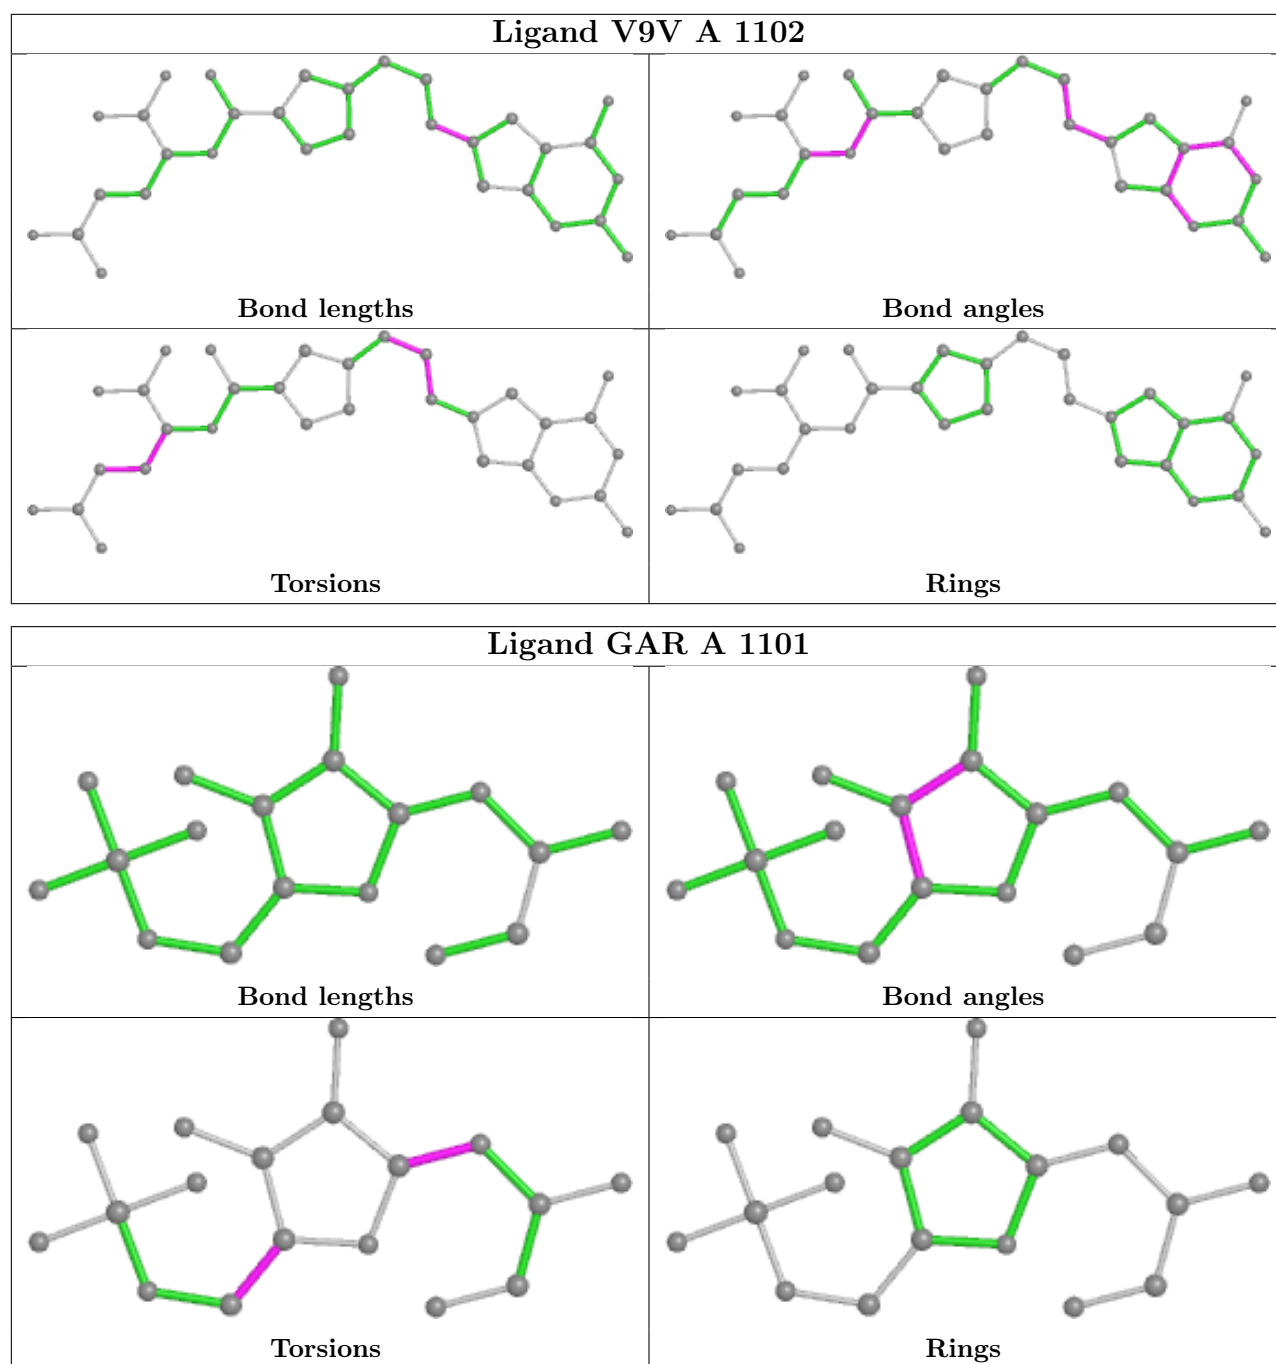 Ligand V9V A 1102
Bond lengths
Bond angles
Torsions
Rings
Ligand GAR A 1101
Bond lengths
Bond angles
Torsions
Rings